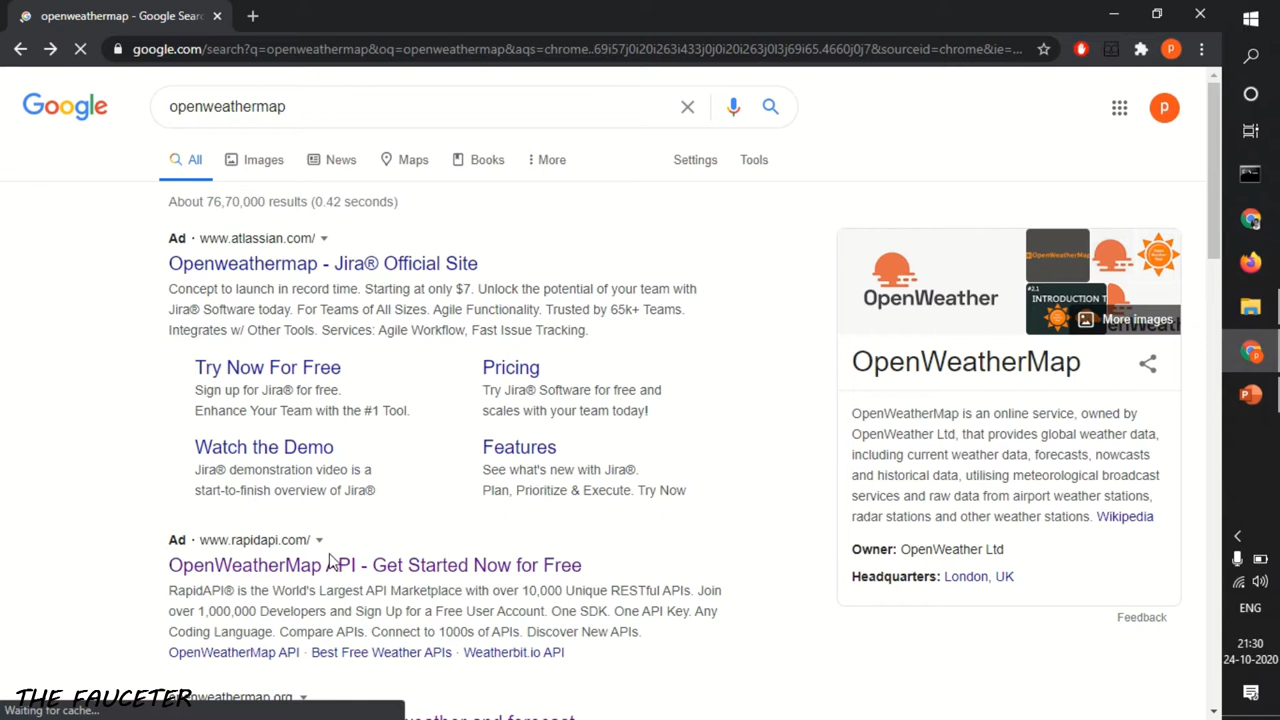 openweathermap - Google Sear
google.com/search?q=openweathermap&oq=openweathermap&aqs=chrome..69i57j0i20i263i433j0j0i20i263j0l3j69i65.4660j0j7&sourceid=chrome&ie=...
P
Google
openweathermap
P
All
Images
News
Maps
Books
More
Settings
Tools
About 76,70,000 results (0.42 seconds)
Ad · www.atlassian.com/
Openweathermap - Jira® Official Site
Concept to launch in record time. Starting at only $7. Unlock the potential of your team with
Jira® Software today. For Teams of All Sizes. Agile Functionality. Trusted by 65k+ Teams.
Integrates w/ Other Tools. Services: Agile Workflow, Fast Issue Tracking.
Try Now For Free
Sign up for Jira® for free.
Enhance Your Team with the #1 Tool.
Pricing
Try Jira® Software for free and
scales with your team today!
Watch the Demo
Jira® demonstration video is a
start-to-finish overview of Jira®
Features
See what's new with Jira®.
Plan, Prioritize & Execute. Try Now
Ad · www.rapidapi.com/
OpenWeatherMap API - Get Started Now for Free
RapidAPI® is the World's Largest API Marketplace with over 10,000 Unique RESTful APIs. Join
over 1,000,000 Developers and Sign Up for a Free User Account. One SDK. One API Key. Any
Coding Language. Compare APIs. Connect to 1000s of APIs. Discover New APIs.
OpenWeatherMap API · Best Free Weather APIs · Weatherbit.io API
THE FAUCETER
Waiting for cache...
weather and forecast
OpenWeather
OpenWeatherMap
#2.1
INTRODUCTION T
More images
OpenWeatherMap
OpenWeatherMap is an online service, owned by
OpenWeather Ltd, that provides global weather data,
including current weather data, forecasts, nowcasts
and historical data, utilising meteorological broadcast
services and raw data from airport weather stations,
radar stations and other weather stations. Wikipedia
Owner: OpenWeather Ltd
Headquarters: London, UK
Feedback
ENG
21:30
24-10-2020